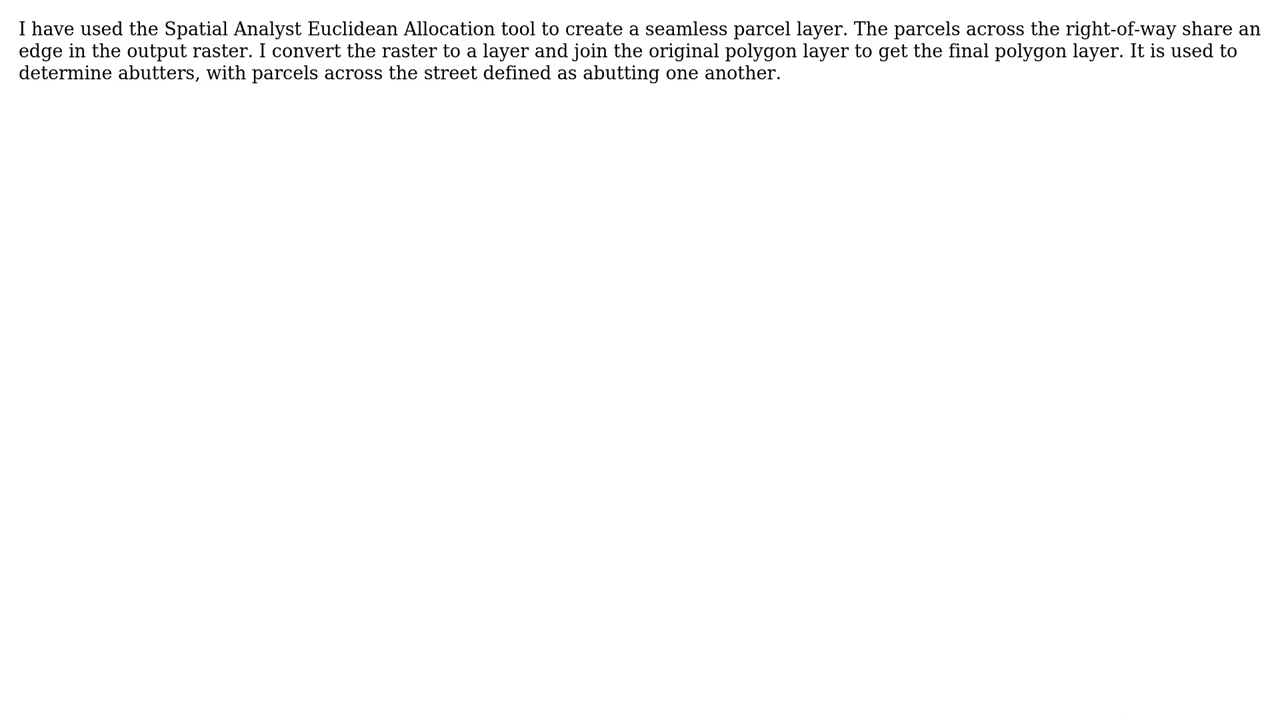 I have used the Spatial Analyst Euclidean Allocation tool to create a seamless parcel layer. The parcels across the right-of-way share an
edge in the output raster. I convert the raster to a layer and join the original polygon layer to get the final polygon layer. It is used to
determine abutters, with parcels across the street defined as abutting one another.